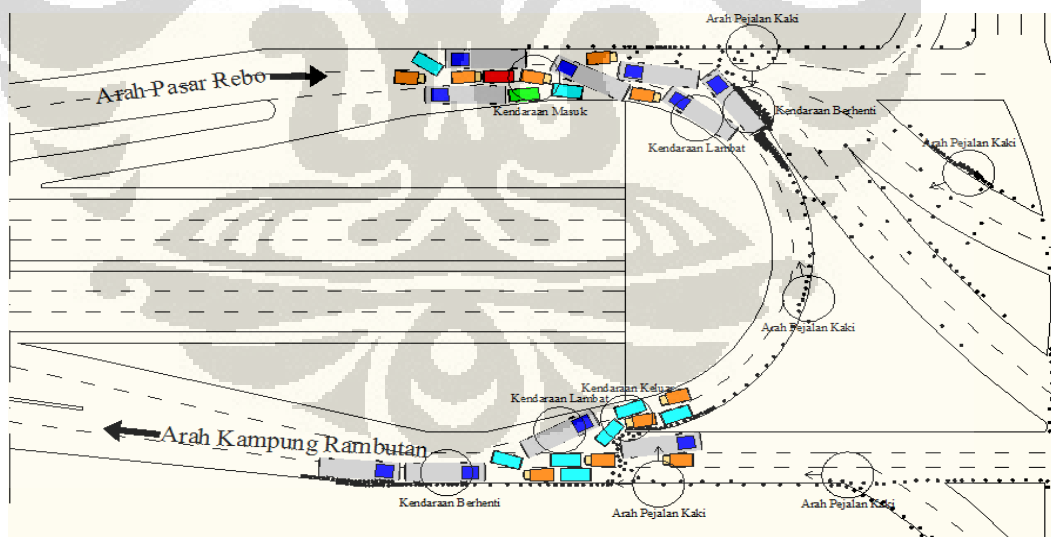 Arah Pejalan Kaki
Arah Pasar Rebo
Kendaraan Masuk
Kendaraan Berhenti
Kendaraan Lambat
Arah Pejalan Kaki
Arah Pejalan Kaki
Kendaraan Keluar
Kendaraan Lambat
Arah Kampung Rambutan
Kendaraan Berhenti
Arah Pejalan Kaki
Arah Pejalan Kaki